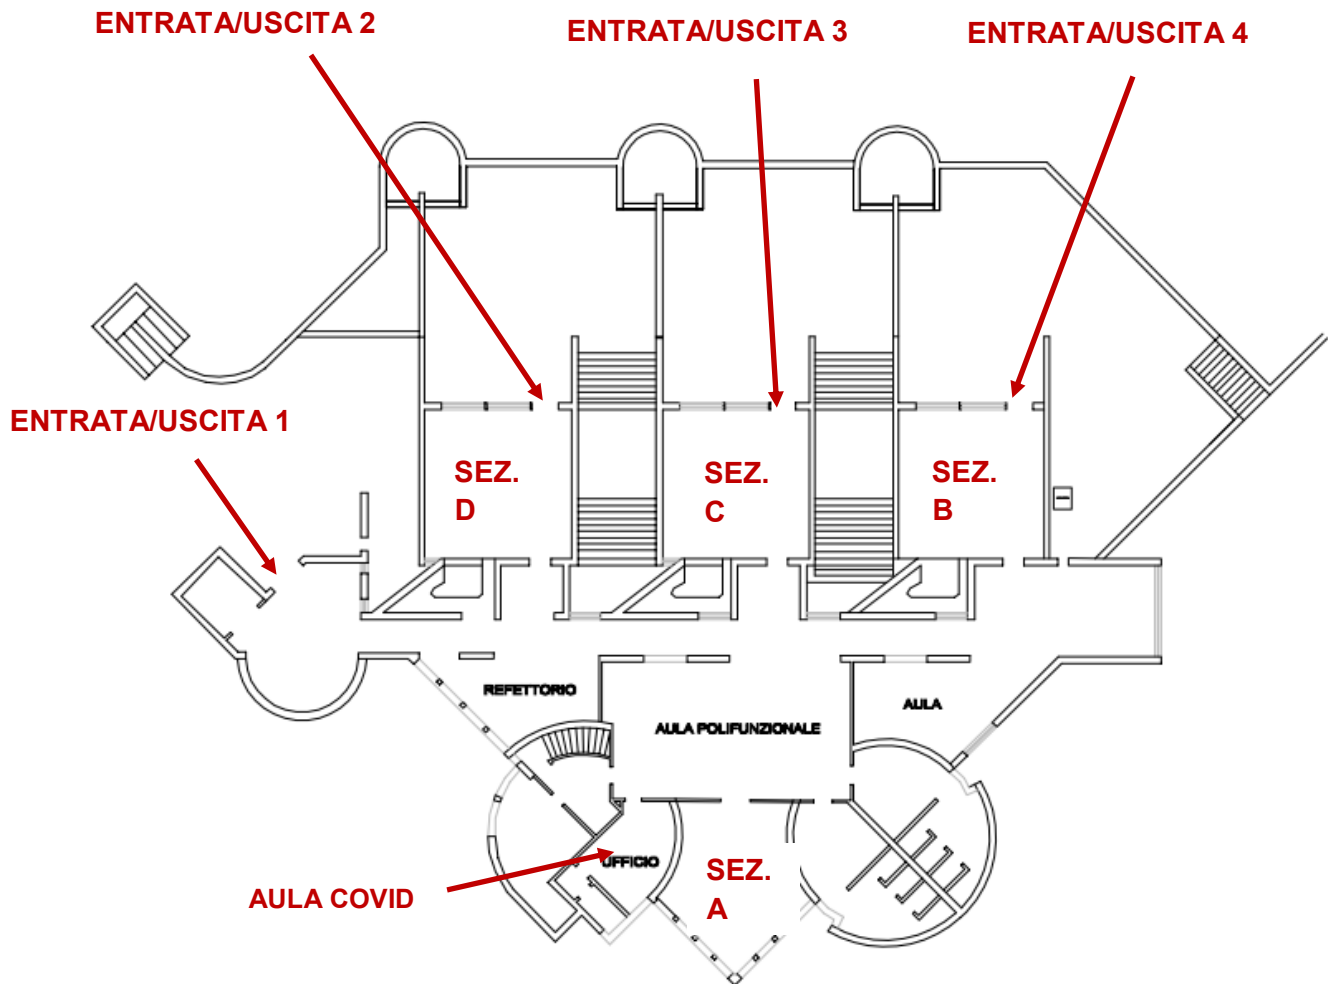 ENTRATA/USCITA 2
ENTRATA/USCITA 3
ENTRATA/USCITA 4
ENTRATA/USCITA 1
SEZ.
D
SEZ.
C
SEZ.
B
REFETTORIO
AULA POLIFUNZIONALE
AULA
UFFICIO
SEZ.
A
AULA COVID